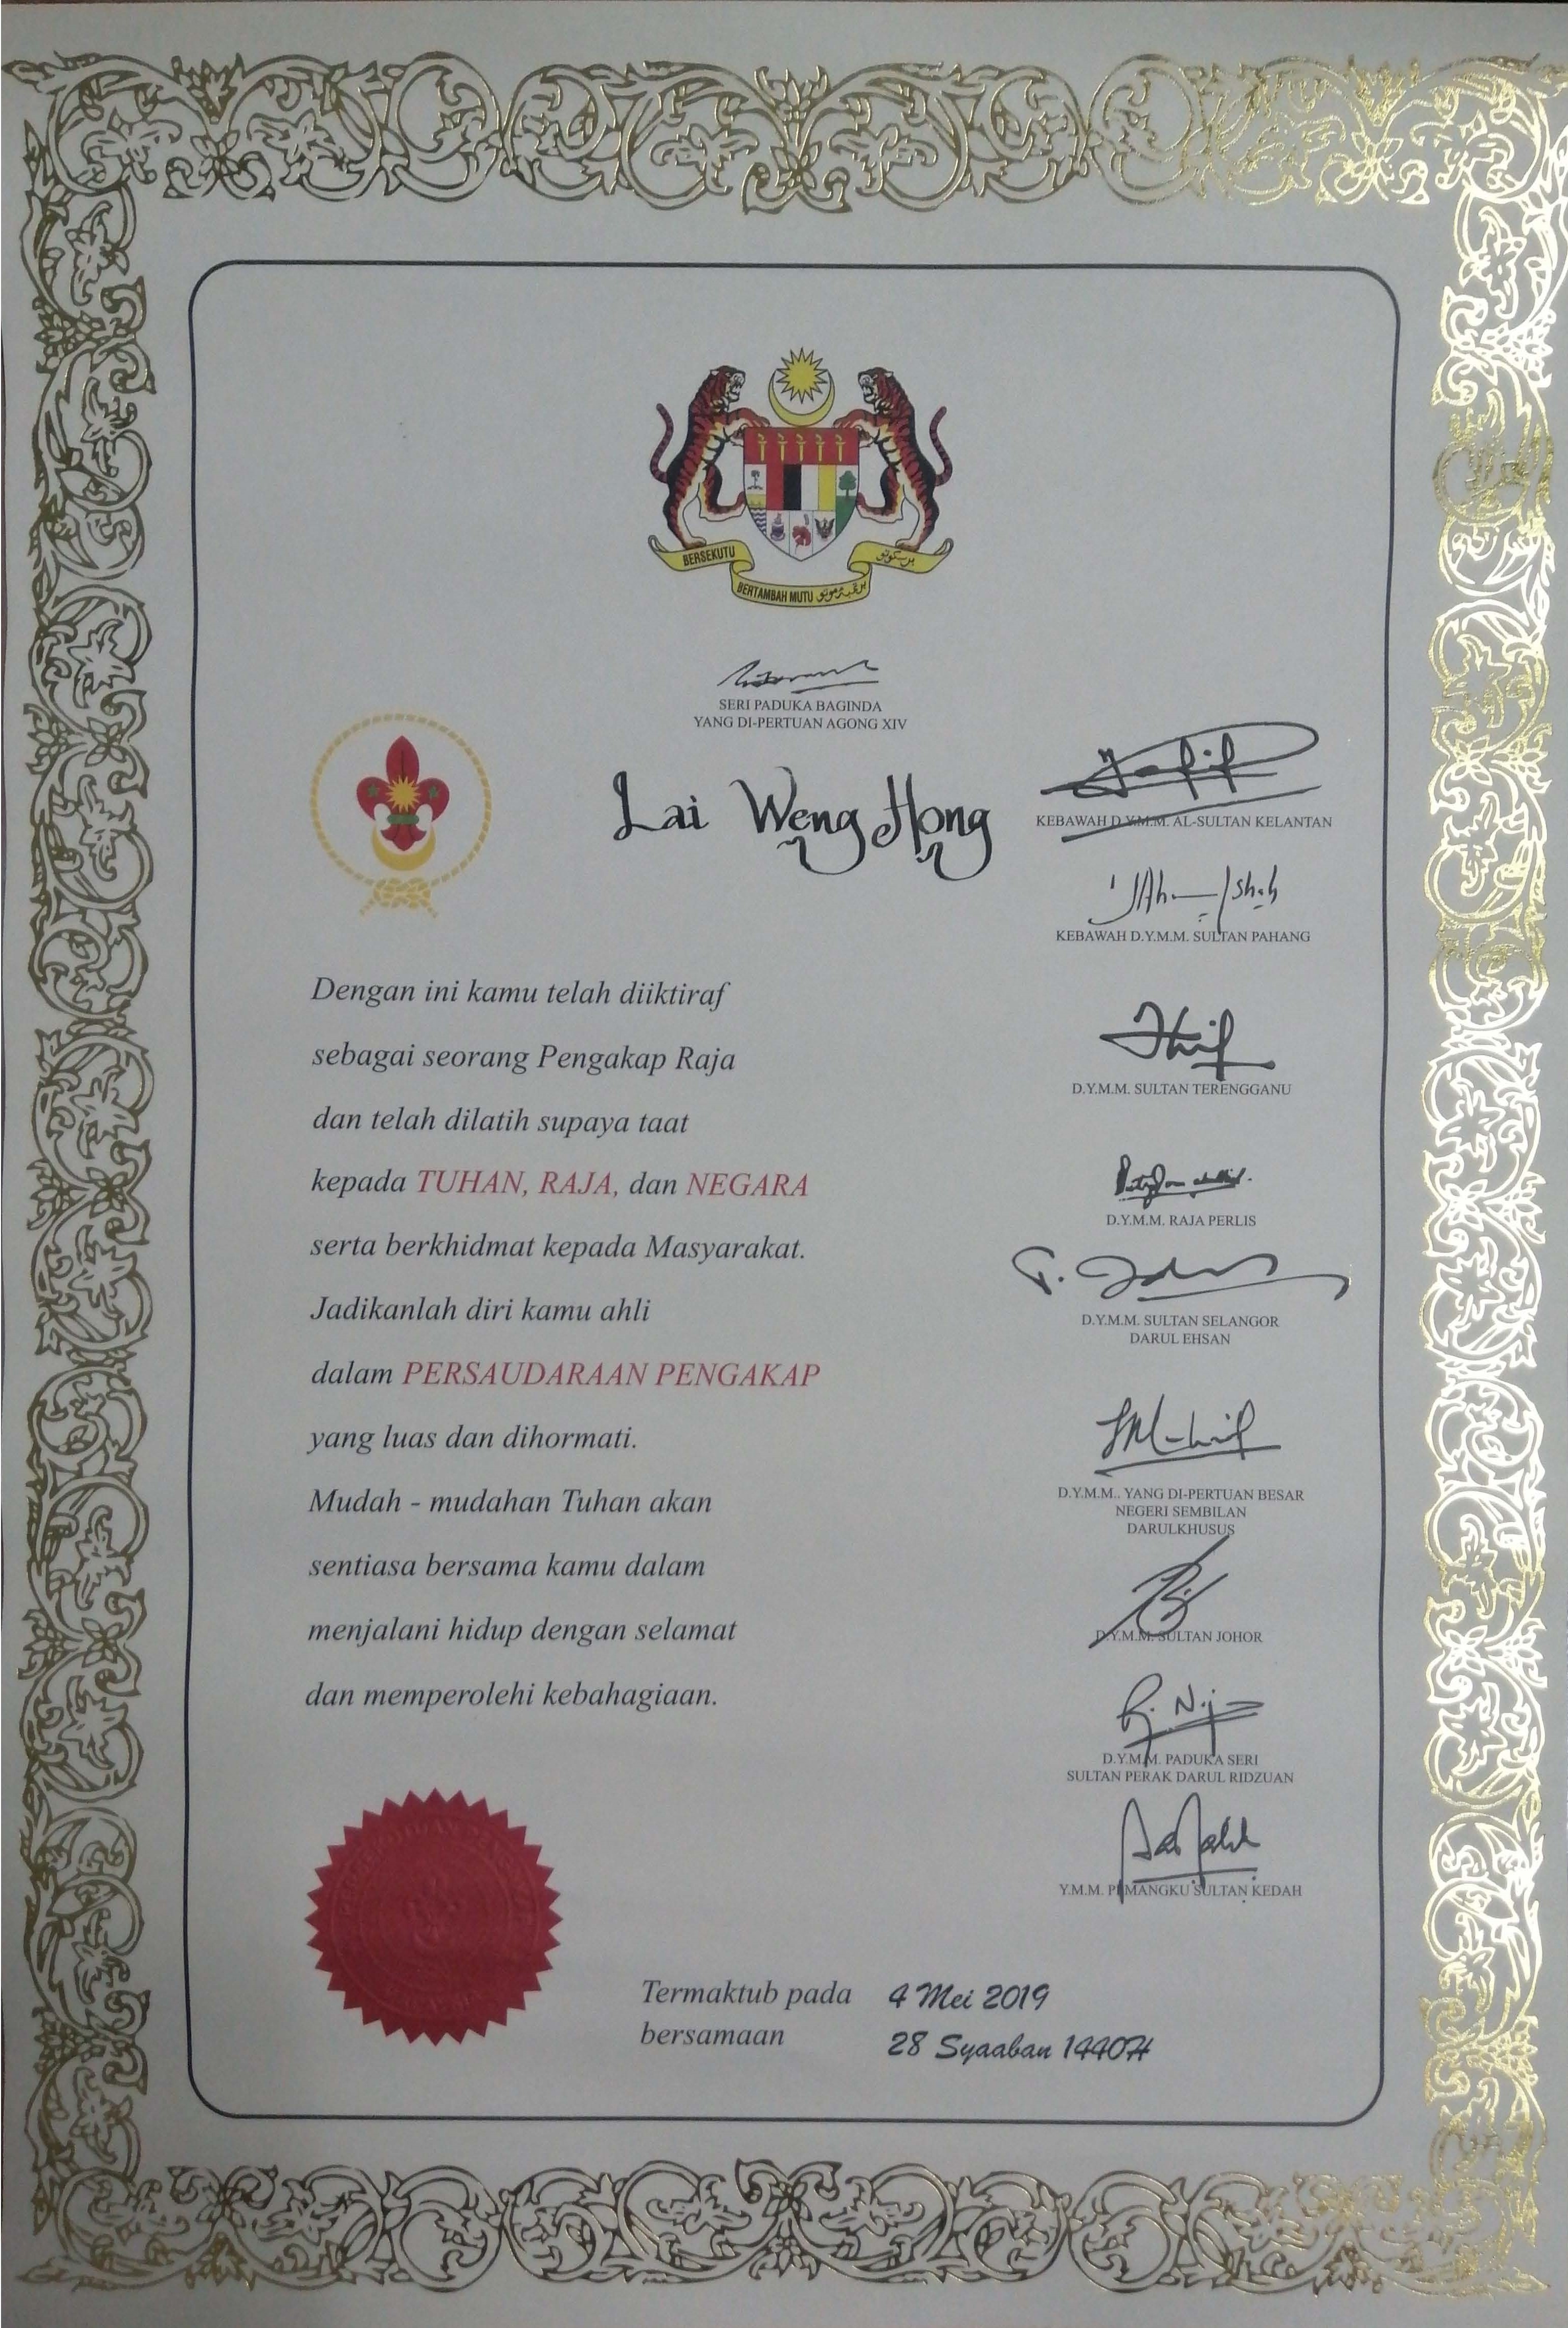 BERSEKUTU
برسکوتو
BERTAMBAH MUTU
SERI PADUKA BAGINDA
YANG DI-PERTUAN AGONG XIV
Lai Weng Hong
KEBAWAH D.Y.M.M. AL-SULTAN KELANTAN
KEBAWAH D.Y.M.M. SULTAN PAHANG
Dengan ini kamu telah diiktiraf
sebagai seorang Pengakap Raja
dan telah dilatih supaya taat
kepada TUHAN, RAJA, dan NEGARA
serta berkhidmat kepada Masyarakat.
Jadikanlah diri kamu ahli
dalam PERSAUDARAAN PENGAKAP
yang luas dan dihormati.
Mudah - mudahan Tuhan akan
sentiasa bersama kamu dalam
menjalani hidup dengan selamat
dan memperolehi kebahagiaan.
D.Y.M.M. SULTAN TERENGGANU
D.Y.M.M. RAJA PERLIS
D.Y.M.M. SULTAN SELANGOR
DARUL EHSAN
D.Y.M.M.. YANG DI-PERTUAN BESAR
NEGERI SEMBILAN
DARULKHUSUS
D.Y.M.M. SULTAN JOHOR
D.Y.M.M. PADUKA SERI
SULTAN PERAK DARUL RIDZUAN
Y.M.M. PEMANGKU SULTAN KEDAH
Termaktub pada 4 Mei 2019
bersamaan 28 Syaaban 1440H